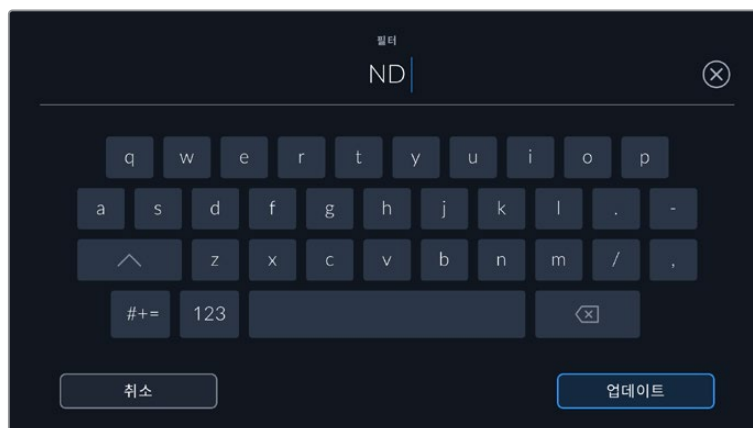 필터
ND
q w e r t y u i o p
a s d f g h j k l . -
z x c v b n m / ,
#+= 123
취소 업데이트